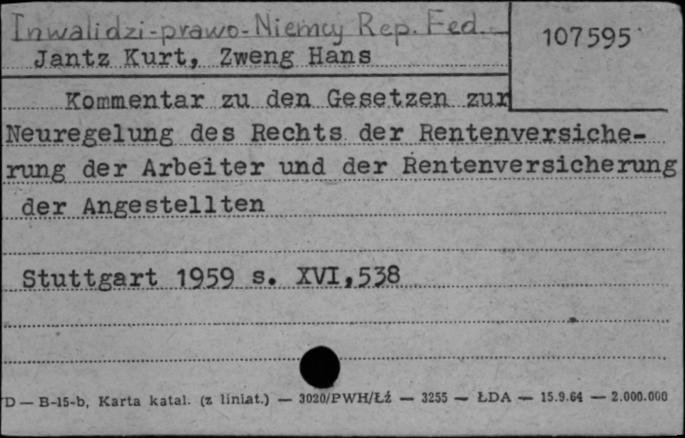 Inwalidzi-prawo-Niemcy Rep. Fed.
107595
Jantz Kurt, Zweng Hans
Kommentar zu den Gesetzen zur
Neuregelung des Rechts der Rentenversiche-
rung der Arbeiter und der Rentenversicherung
der Angestellten
Stuttgart 1959 s. XVI,538
D — B-15-b, Karta katal. (z liniat.) — 3020/PWH/Łź — 3255 — ŁDA — 15.9.64 — 2.000.000